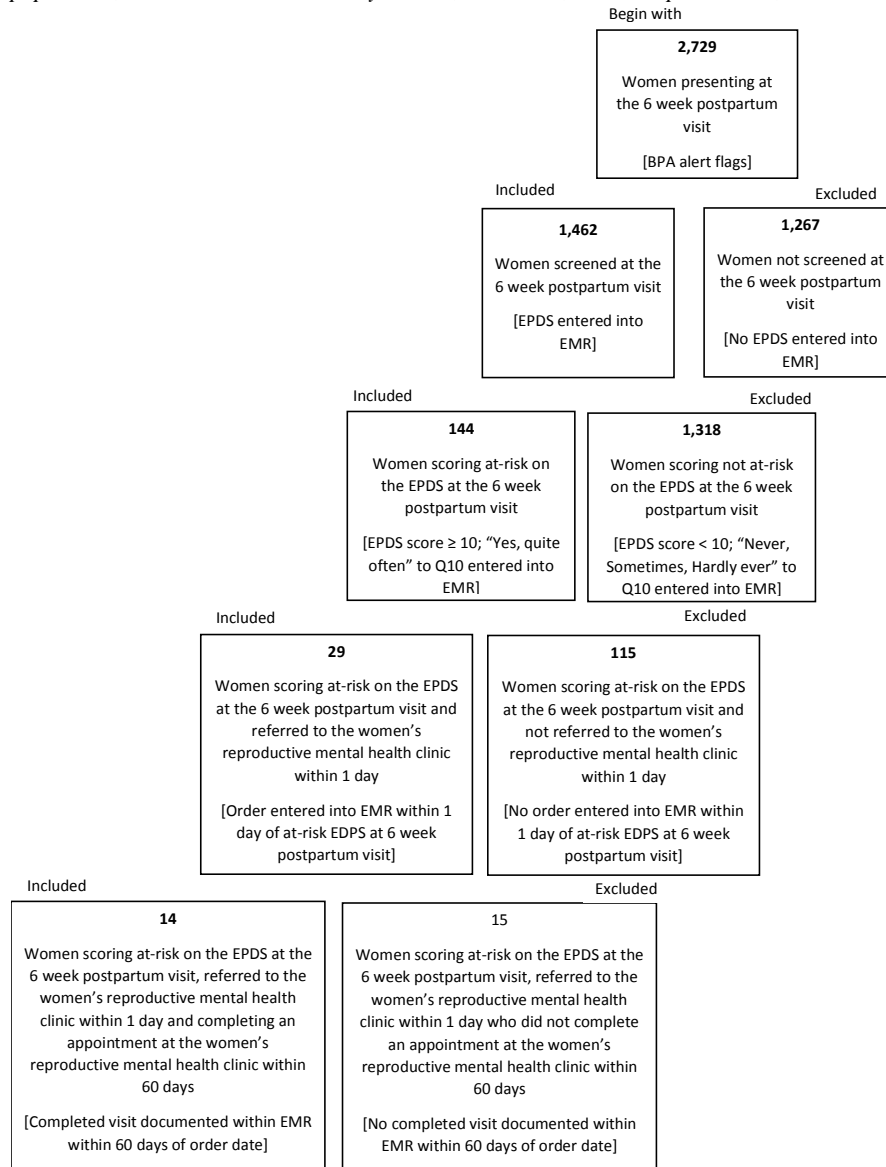 Begin with
2,729
Women presenting at
the 6 week postpartum
visit
[BPA alert flags]
Included
Excluded
1,462
Women screened at the
6 week postpartum visit
[EPDS entered into
EMR]
1,267
Women not screened at
the 6 week postpartum
visit
[No EPDS entered into
EMR]
Included
Excluded
144
Women scoring at-risk on
the EPDS at the 6 week
postpartum visit
[EPDS score ≥ 10; “Yes, quite
often” to Q10 entered into
EMR]
1,318
Women scoring not at-risk
on the EPDS at the 6 week
postpartum visit
[EPDS score < 10; “Never,
Sometimes, Hardly ever” to
Q10 entered into EMR]
Included
Excluded
29
Women scoring at-risk on the EPDS
at the 6 week postpartum visit and
referred to the women’s
reproductive mental health clinic
within 1 day
[Order entered into EMR within 1
day of at-risk EDPS at 6 week
postpartum visit]
115
Women scoring at-risk on the EPDS
at the 6 week postpartum visit and
not referred to the women’s
reproductive mental health clinic
within 1 day
[No order entered into EMR within
1 day of at-risk EDPS at 6 week
postpartum visit]
Included
Excluded
14
Women scoring at-risk on the EPDS at the
6 week postpartum visit, referred to the
women’s reproductive mental health
clinic within 1 day and completing an
appointment at the women’s
reproductive mental health clinic within
60 days
[Completed visit documented within EMR
within 60 days of order date]
15
Women scoring at-risk on the EPDS at the
6 week postpartum visit, referred to the
women’s reproductive mental health
clinic within 1 day who did not complete
an appointment at the women’s
reproductive mental health clinic within
60 days
[No completed visit documented within
EMR within 60 days of order date]